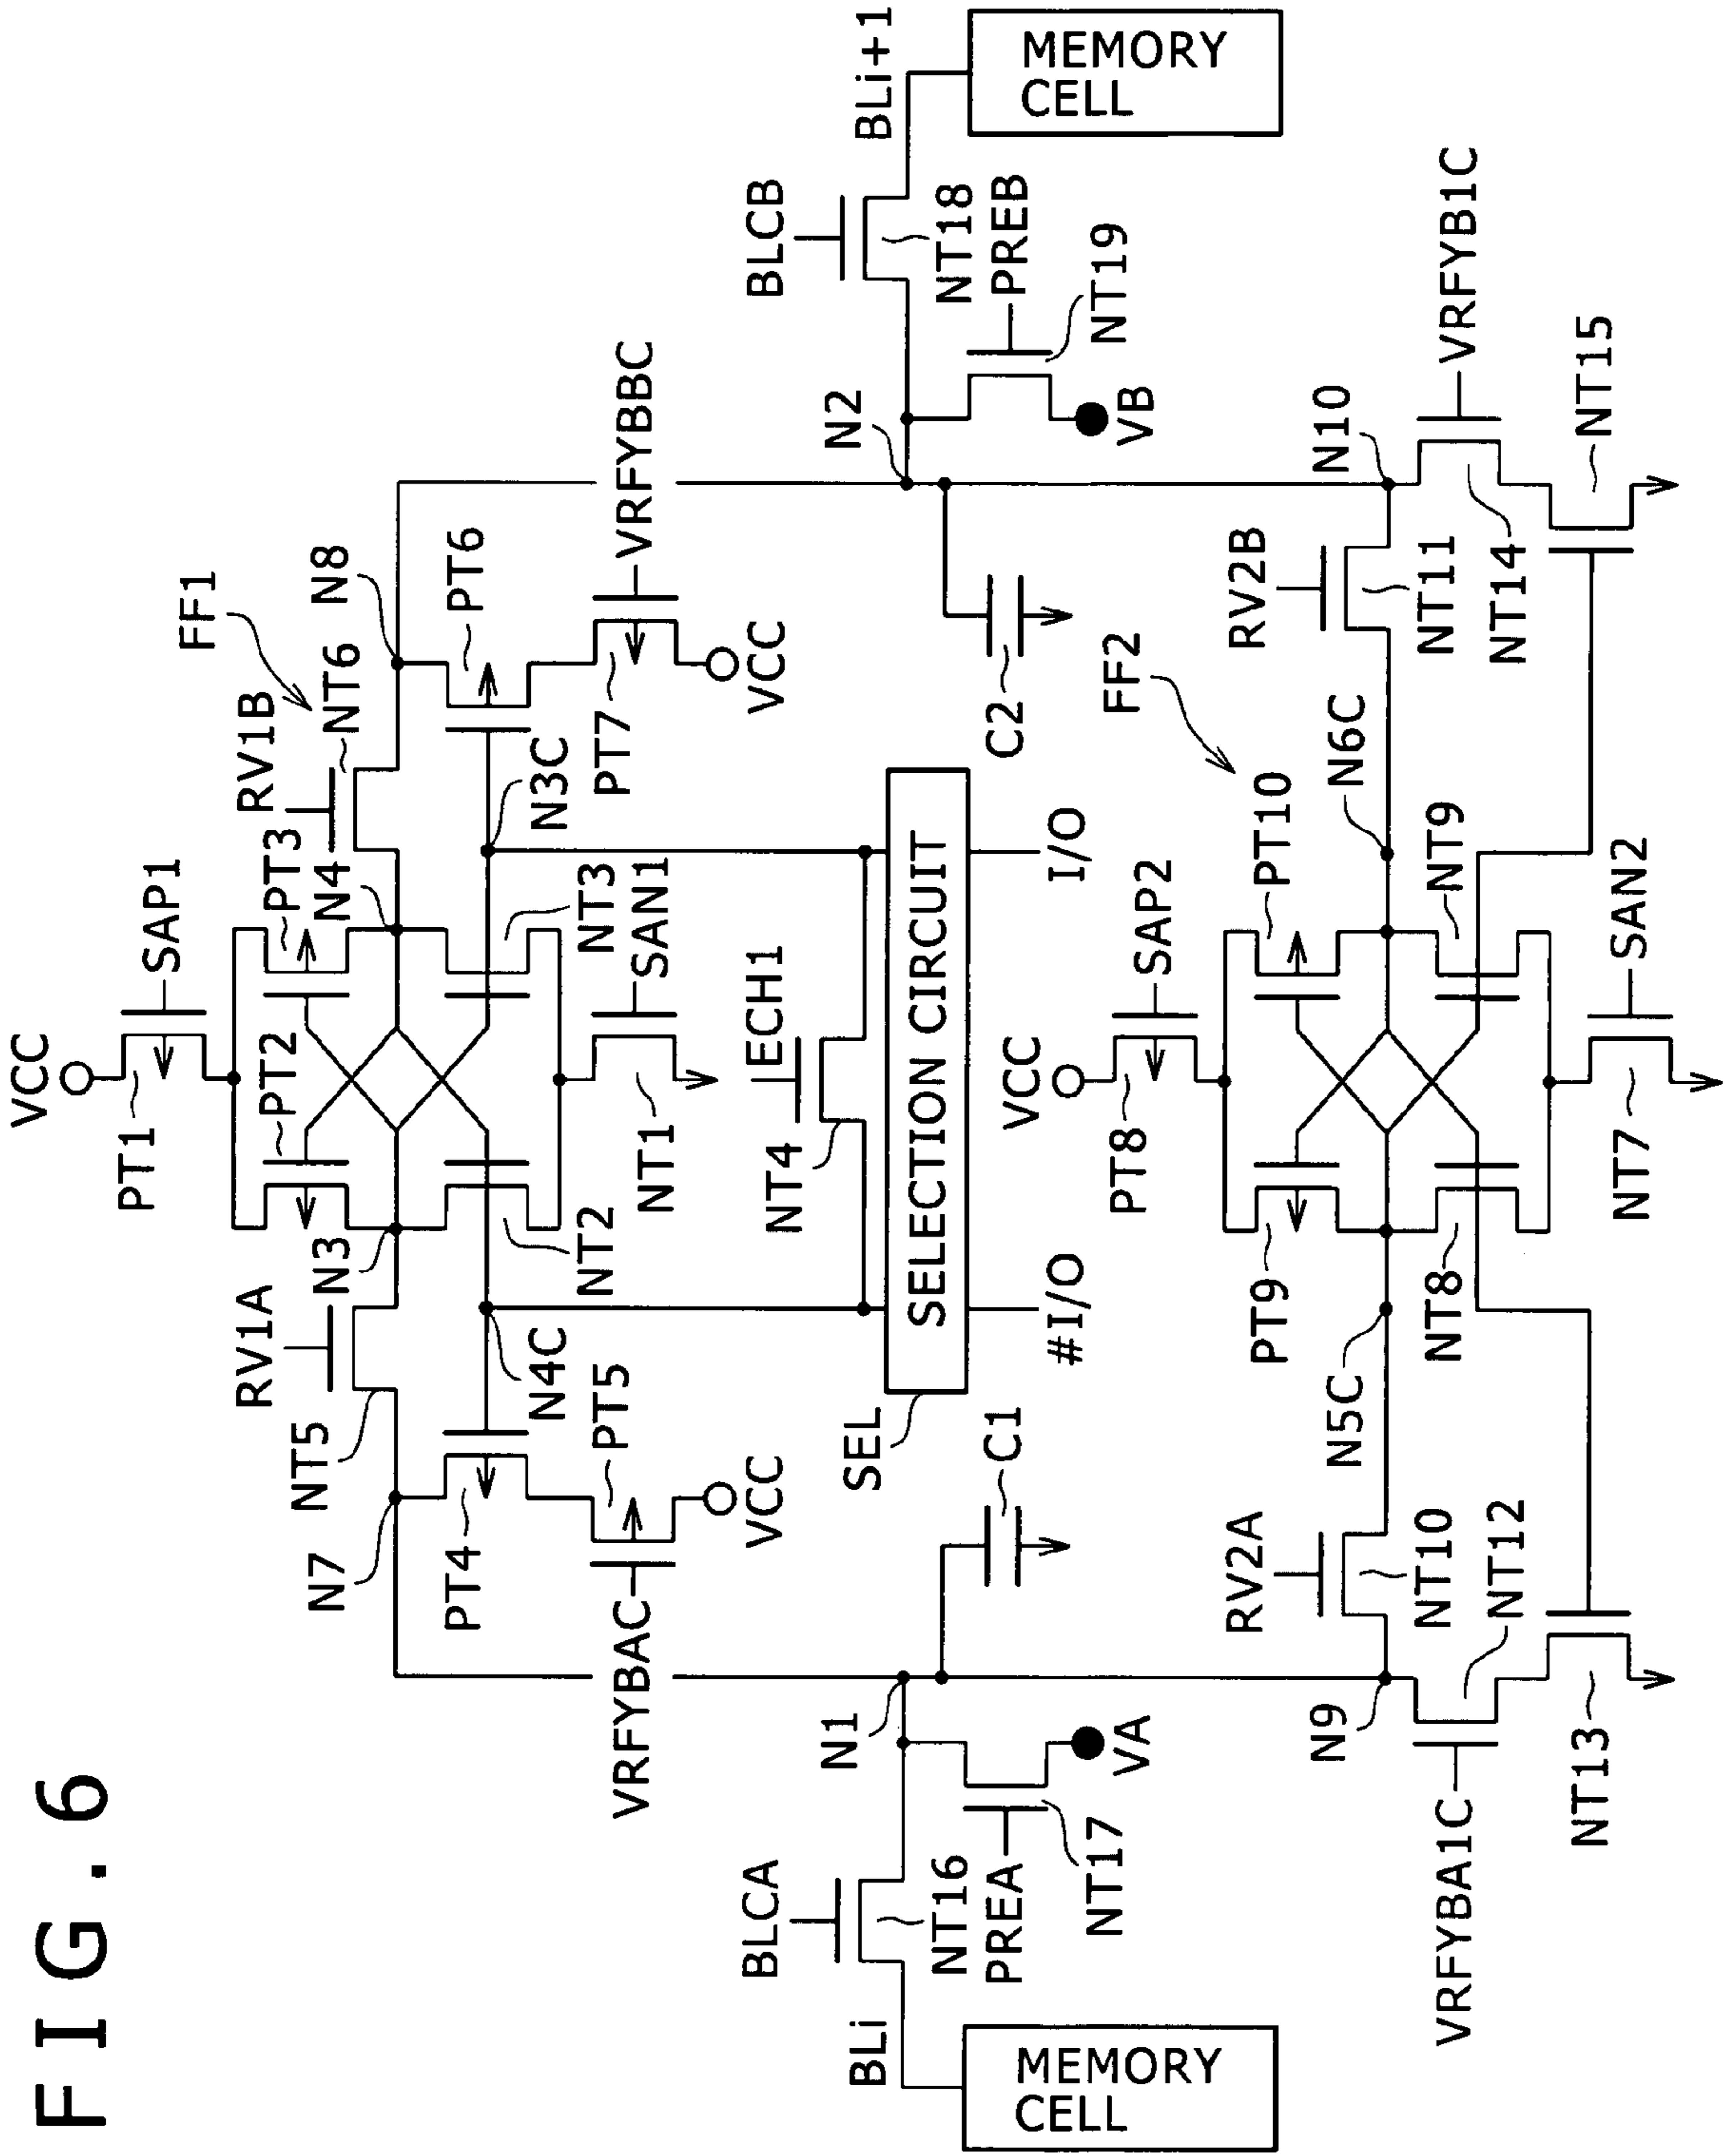 FIG.6
VCC
PT1
SAP1
FF1
RV1A
N3
PT2
PT3
N4
RV1B
NT6
N8
NT5
N7
PT4
N4C
PT5
NT2
NT1
SAN1
NT3
N3C
PT7
PT6
VRFYBAC
VCC
NT4
ECH1
VCC
VRFYBBC
BLCA
BLi
N1
SEL
SELECTION CIRCUIT
N2
BLCB
BLi+1
NT16
PREA
NT17
VA
C1
#I/O
I/O
C2
VB
NT18
PREB
NT19
MEMORY
CELL
MEMORY
CELL
VCC
PT8
SAP2
FF2
RV2A
PT9
PT10
RV2B
N9
N5C
N6C
N10
NT10
NT12
NT8
NT9
NT11
NT14
VRFYBA1C
VRFYB1C
NT13
NT7
SAN2
NT15